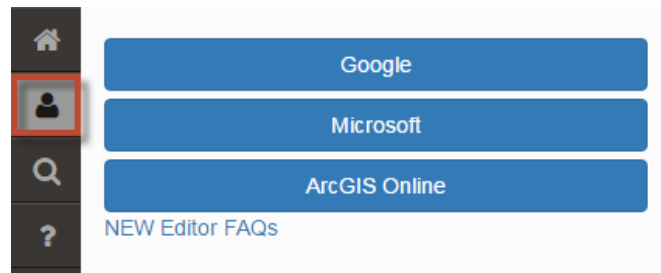 Google
Microsoft
ArcGIS Online
NEW Editor FAQs
?